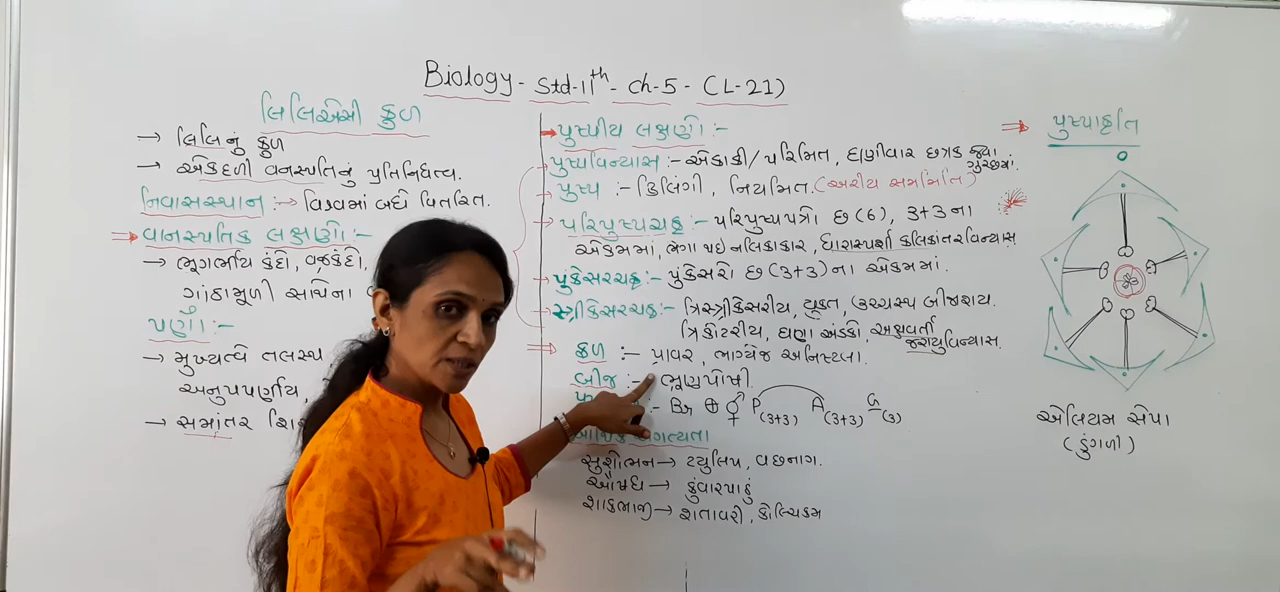 Biology - Std-11th - Ch-5 - (L-21)
લિલિએસી કુળ
→ લિલિનું કુળ
→ એકદળી વનસ્પતિનું પ્રતિનિધત્વ.
નિવાસસ્થાન :→ વિશ્વમાં બધે વિતરિત.
વાનસ્પતિક લક્ષણો :-
→ ભૂગર્ભીય કંદો, વજ્રકંદો,
ગાંઠામૂળી સાથેના
પર્ણો :-
→ મુખ્યત્વે તલસ્થ
અનુપપર્ણીય,
→ સમાંતર
પુષ્પીય લક્ષણો :-
પુષ્પવિન્યાસ :- એકાકી / પરિમિત, ઘણીવાર છત્રક જેવા ગુચ્છમાં.
પુષ્પ :- દ્વિલિંગી, નિયમિત. (અરીય સમમિતિ)
પરિપુષ્પચક્ર :- પરિપુષ્પપત્રો છ (6), 3+3 ના
એકમમાં, ભેગા થઇ નલિકાકાર, ધારાસ્પર્શી કલિકાંતરવિન્યાસ.
પુંકેસરચક્ર :- પુંકેસરો છ (3+3) ના એકમમાં.
સ્ત્રીકેસરચક્ર :- ત્રિસ્ત્રીકેસરીય, યુક્ત, ઉચ્ચસ્થ બીજાશય.
ત્રિકોટરીય, ઘણા અંડકો, અક્ષવર્તી જરાયુવિન્યાસ.
ફળ :- પ્રાવર, ભાગ્યેજ અનષ્ટિલા.
બીજ :- ભ્રૂણપોષી.
:- Br ⊕ ⚥ P(3+3) A(3+3) G(3)
અગત્યતા
સુશોભન → ટ્યુલિપ, વછનાગ.
ઔષધ → કુંવારપાઠું
શાકભાજી → શતાવરી, કોલ્ચિકમ
પુષ્પાકૃતિ
એલિયમ સેપા
(ડુંગળી)